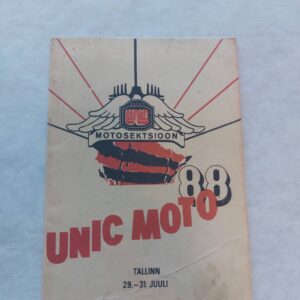 MOTOSEKTSIOON
88
UNIC MOTO
TALLINN
29.–31. JUULI